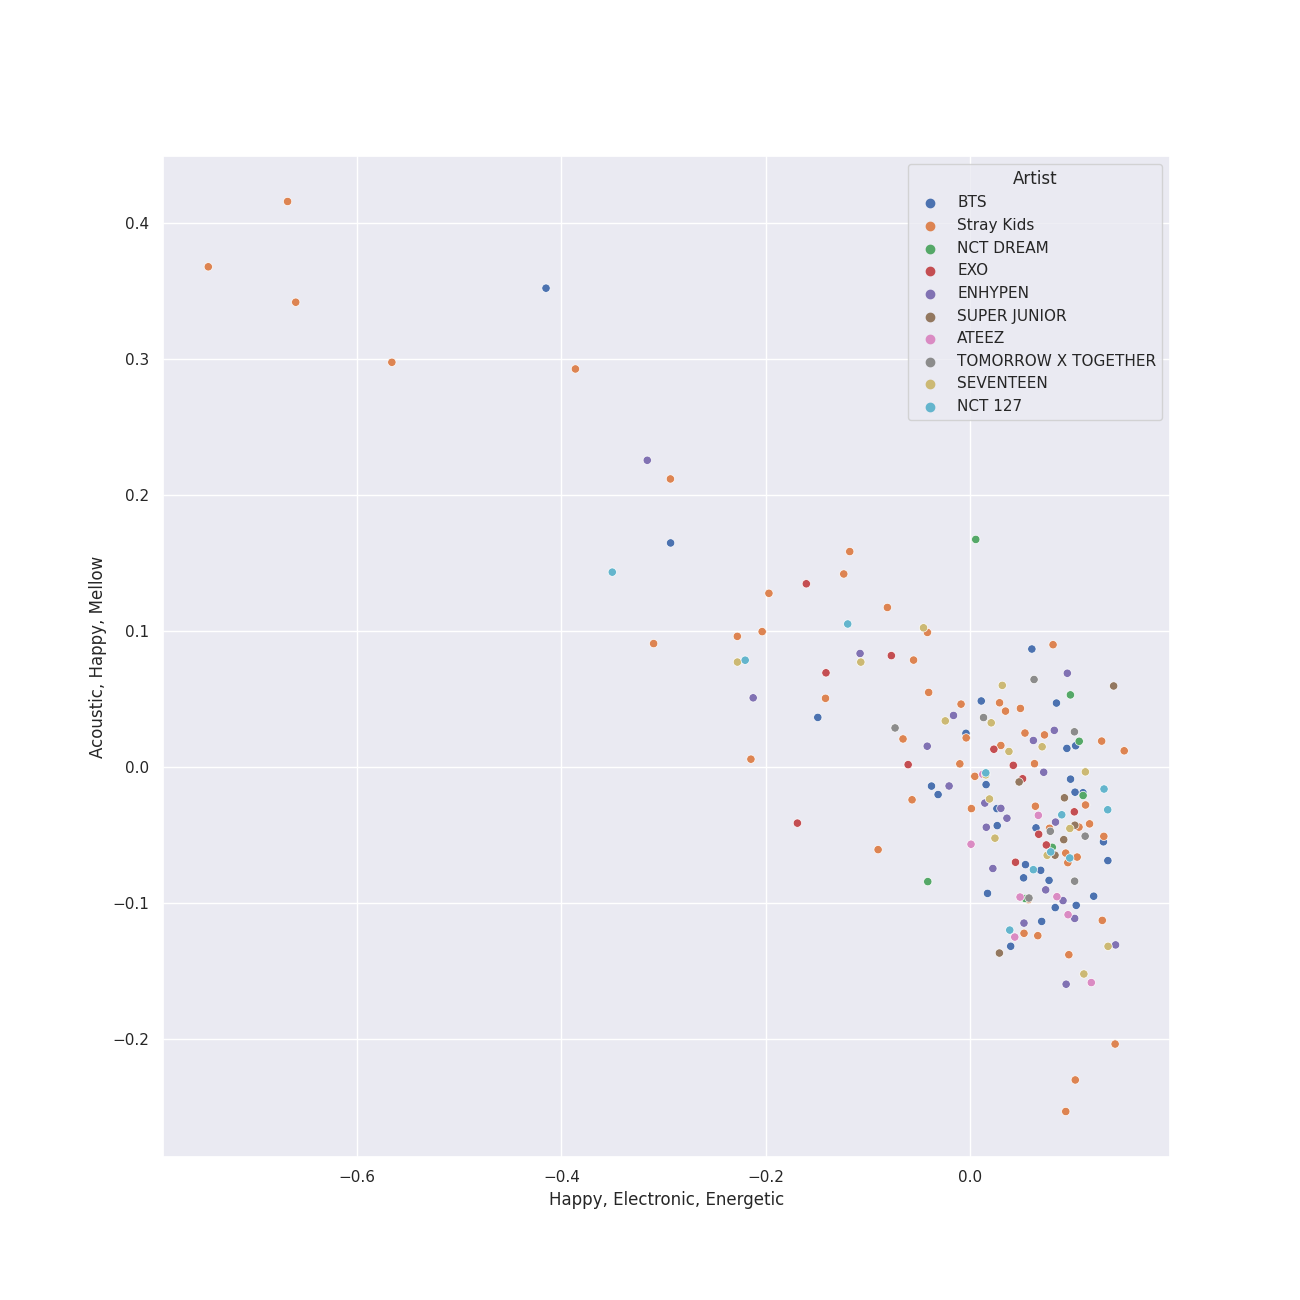 Artist
BTS
Stray Kids
NCT DREAM
EXO
ENHYPEN
SUPER JUNIOR
ATEEZ
TOMORROW X TOGETHER
SEVENTEEN
NCT 127
0.4
0.3
0.2
0.1
0.0
−0.1
−0.2
Acoustic, Happy, Mellow
−0.6
−0.4
−0.2
0.0
Happy, Electronic, Energetic